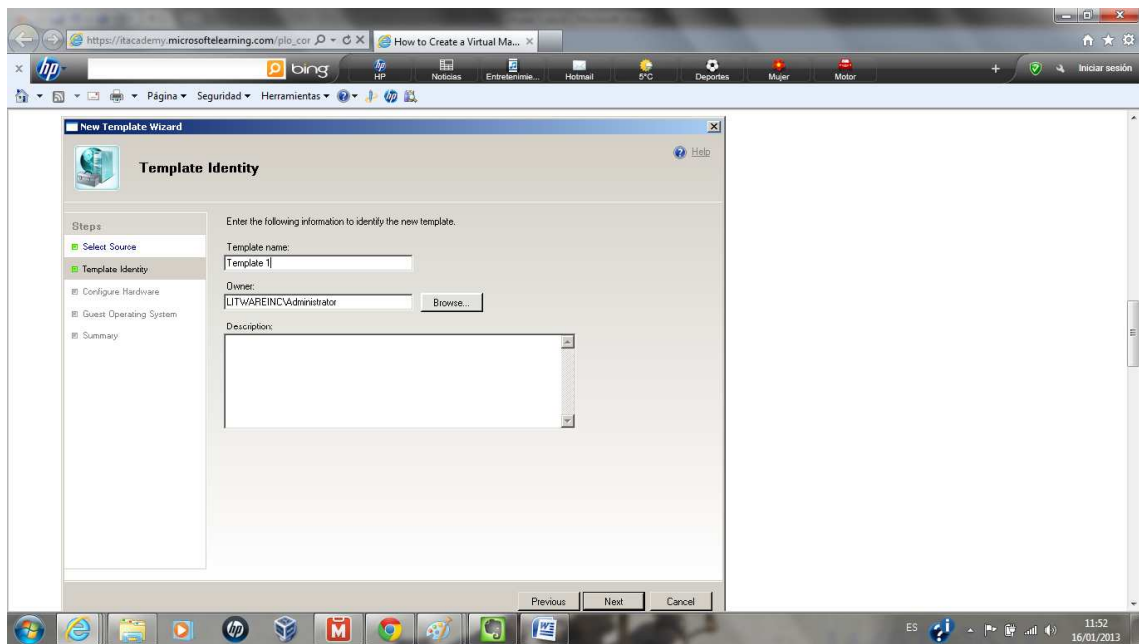 https://itacademy.microsoftelearning.com/plo_cor
How to Create a Virtual Ma...
hp
bing
HP
Noticias
Entretenimie...
Hotmail
5°C
Deportes
Mujer
Motor
Iniciar sesión
Página
Seguridad
Herramientas
New Template Wizard
Template Identity
Help
Steps
Select Source
Template Identity
Configure Hardware
Guest Operating System
Summary
Enter the following information to identify the new template.
Template name:
Template 1
Owner:
LITWAREINC\Administrator
Browse...
Description:
Previous
Next
Cancel
ES
11:52
16/01/2013